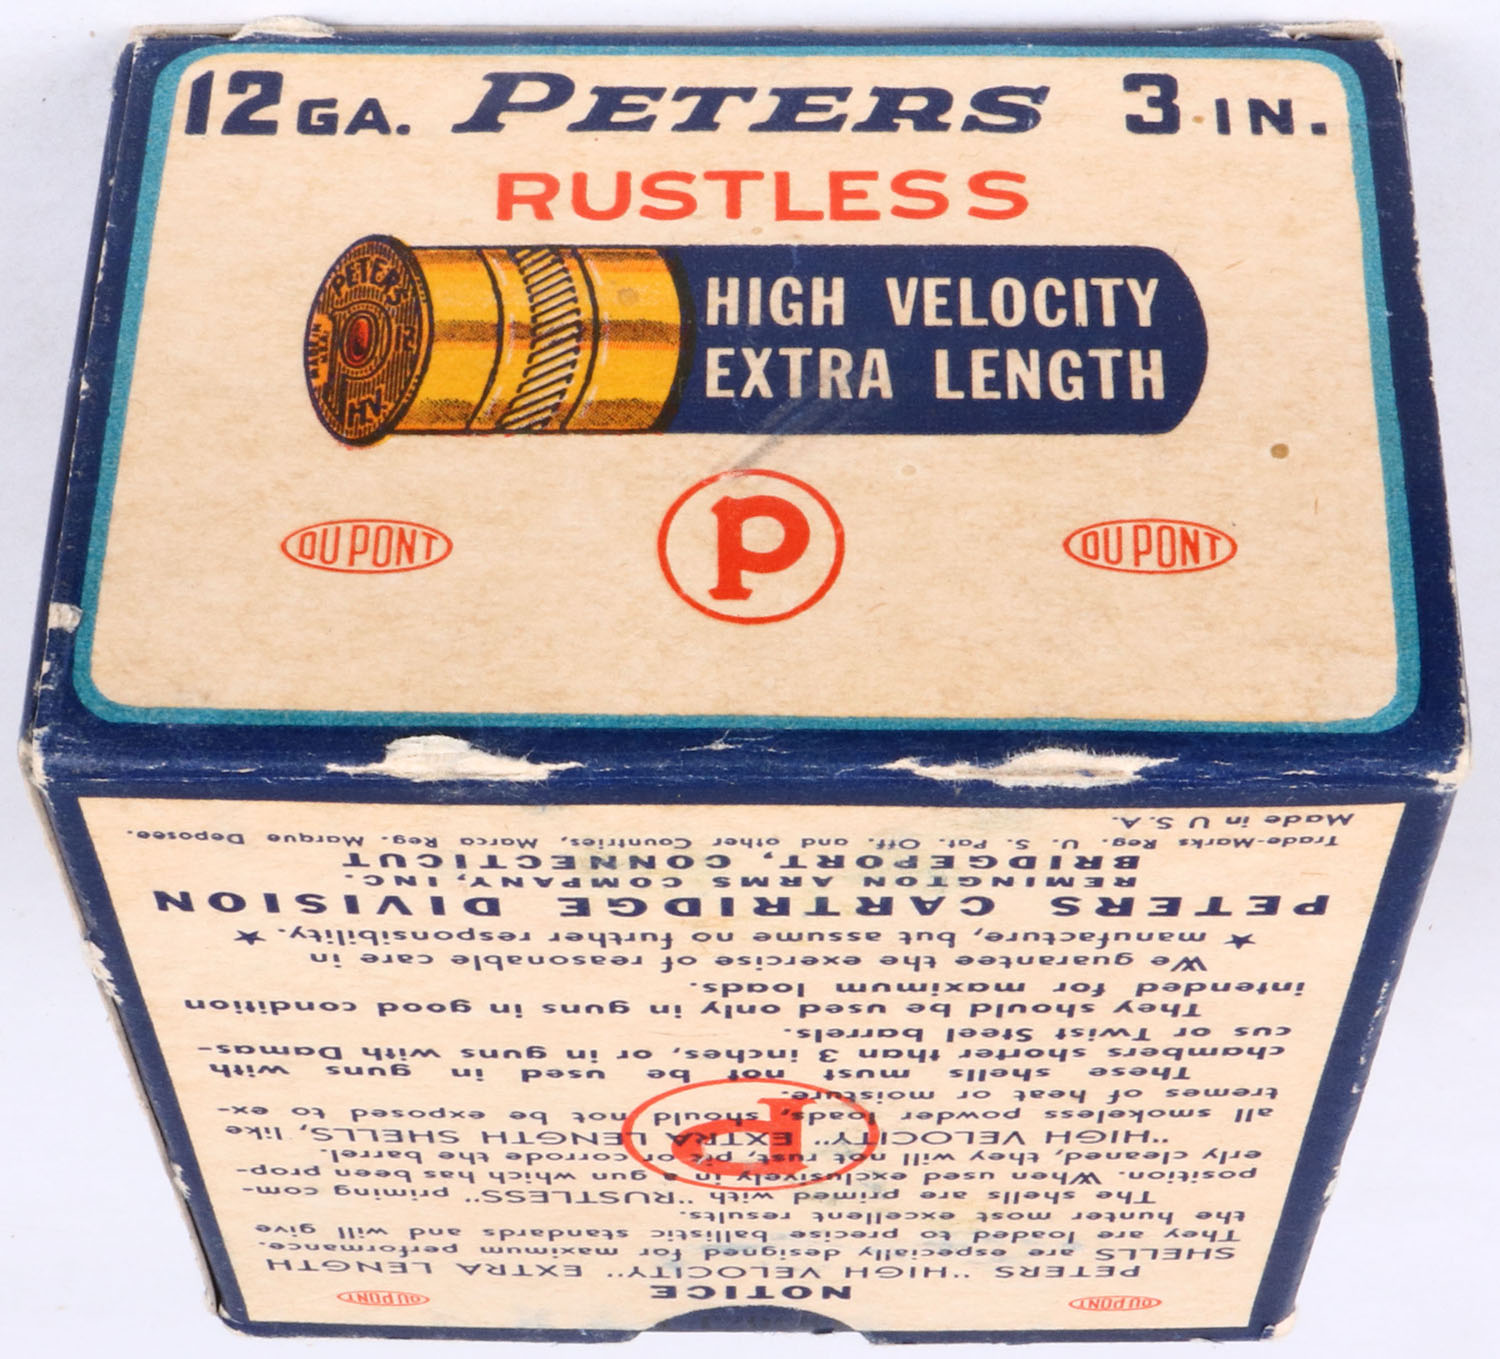 12 GA. PETERS 3 IN.
RUSTLESS
PETERS
12
HV
HIGH VELOCITY
EXTRA LENGTH
P
DU PONT
DU PONT
DU PONT
DU PONT
NOTICE
PETERS "HIGH VELOCITY" EXTRA LENGTH
SHELLS are especially designed for maximum performance.
They are loaded to precise ballistic standards and will give
the hunter most excellent results.
The shells are primed with "RUSTLESS" priming com-
position. When used exclusively in a gun which has been prop-
erly cleaned, they will not rust, pit or corrode the barrel.
"HIGH VELOCITY" EXTRA LENGTH SHELLS, like
all smokeless powder loads, should not be exposed to ex-
tremes of heat or moisture.
P
These shells must not be used in guns with
chambers shorter than 3 inches, or in guns with Damas-
cus or Twist Steel barrels.
They should be used only in guns in good condition
intended for maximum loads.
We guarantee the exercise of reasonable care in
★ manufacture, but assume no further responsibility. ★
PETERS CARTRIDGE DIVISION
REMINGTON ARMS COMPANY, INC.
BRIDGEPORT, CONNECTICUT
Trade-Marks Reg. U. S. Pat. Off. and other Countries, Marca Reg. Marque Deposee.
Made in U.S.A.